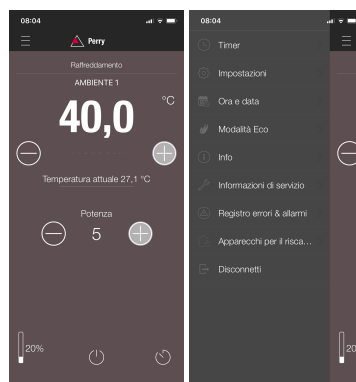 08:04
Perry
Raffreddamento
AMBIENTE 1
40,0 °C
Temperatura attuale 27,1 °C
Potenza
5
20%
08:04
Timer
Impostazioni
Ora e data
Modalità Eco
Info
Informazioni di servizio
Registro errori & allarmi
Apparecchi per il risca...
Disconnetti
20